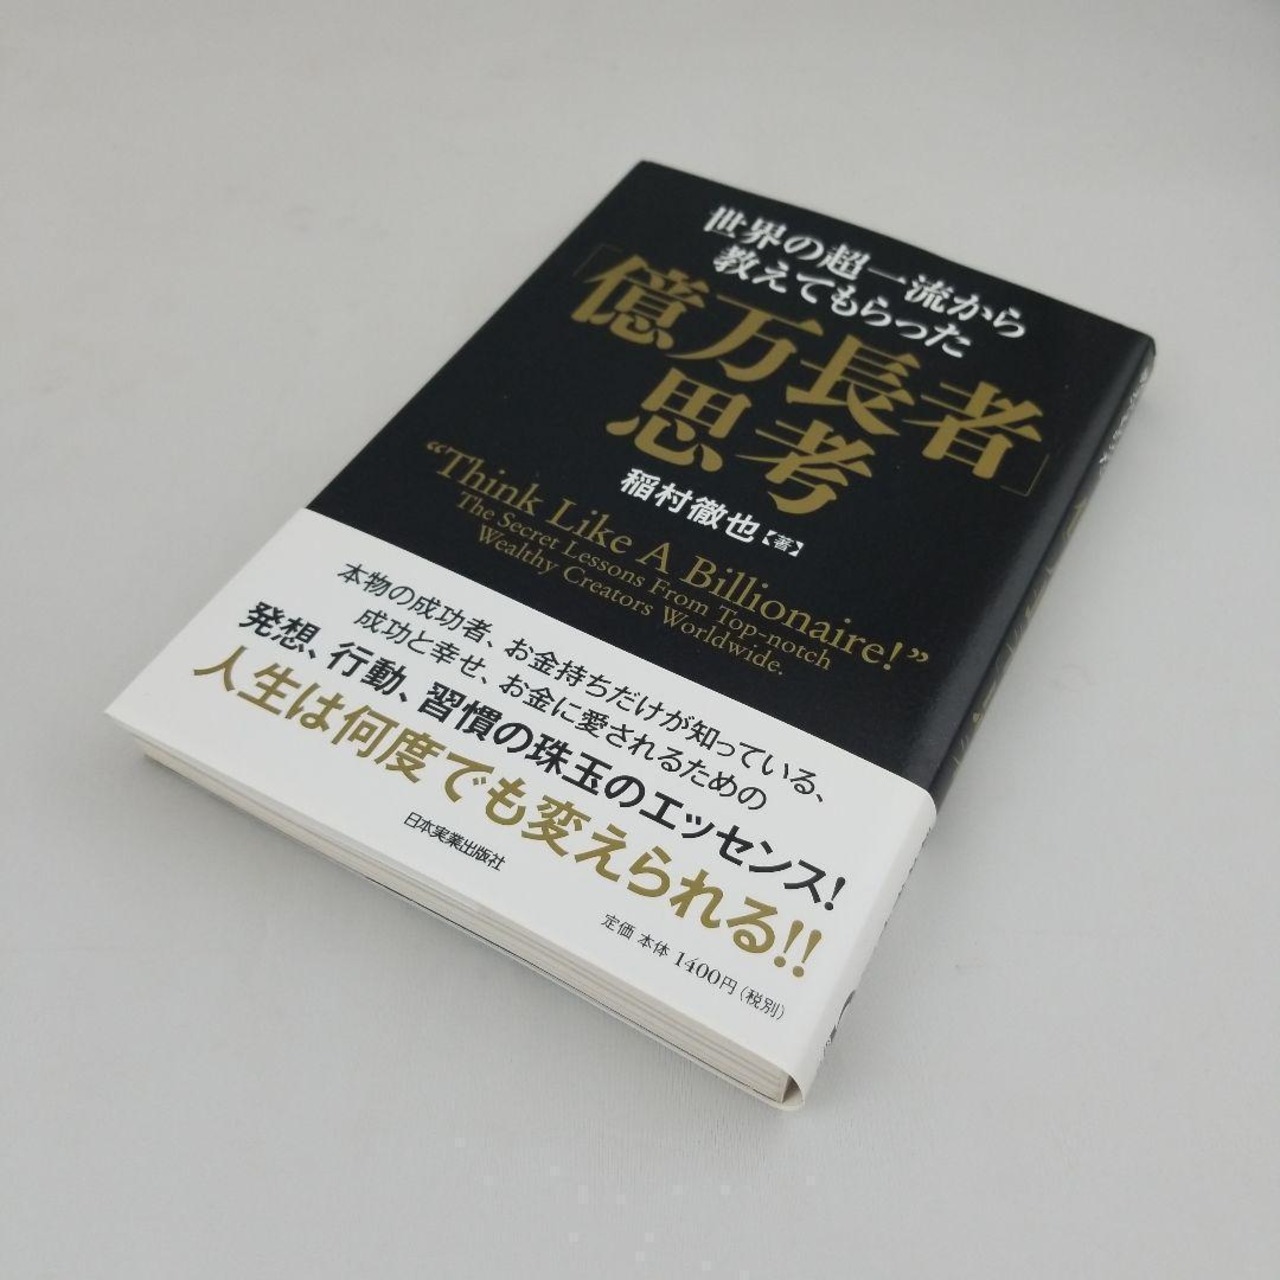 世界の超一流から
教えてもらった
「億万長者」
思考
稲村徹也【著】
“Think Like A Billionaire!”
The Secret Lessons From Top-notch
Wealthy Creators Worldwide.
本物の成功者、お金持ちだけが知っている、
成功と幸せ、お金に愛されるための
発想、行動、習慣の珠玉のエッセンス!
人生は何度でも変えられる!!
日本実業出版社
定価 本体 1400円(税別)